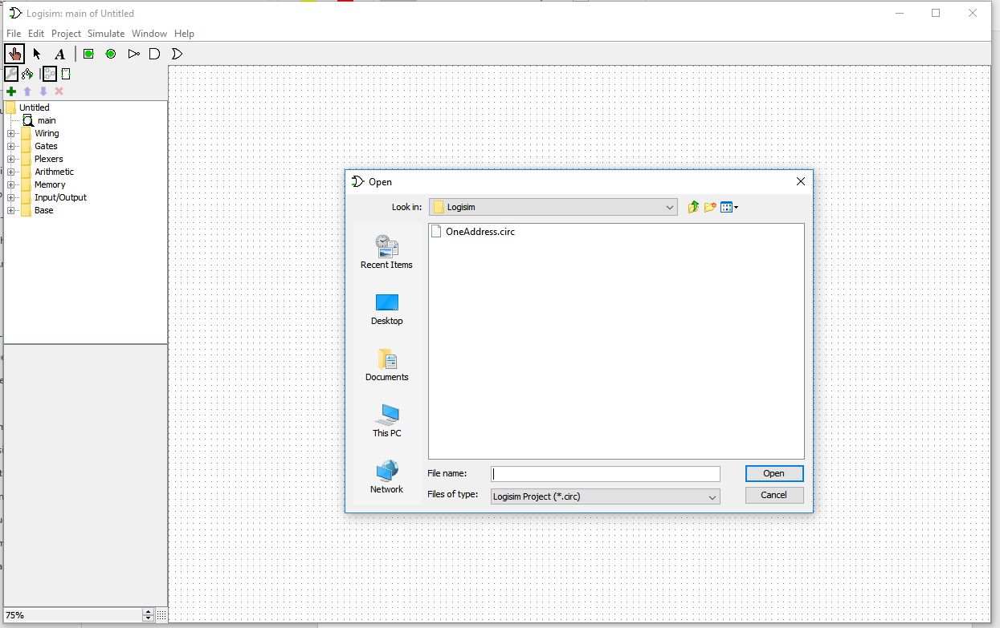 Logisim: main of Untitled
File Edit Project Simulate Window Help
A
Untitled
main
Wiring
Gates
Plexers
Arithmetic
Memory
Input/Output
Base
75%
Open
Look in: Logisim
OneAddress.circ
Recent Items
Desktop
Documents
This PC
Network
File name:
Open
Files of type: Logisim Project (*.circ)
Cancel